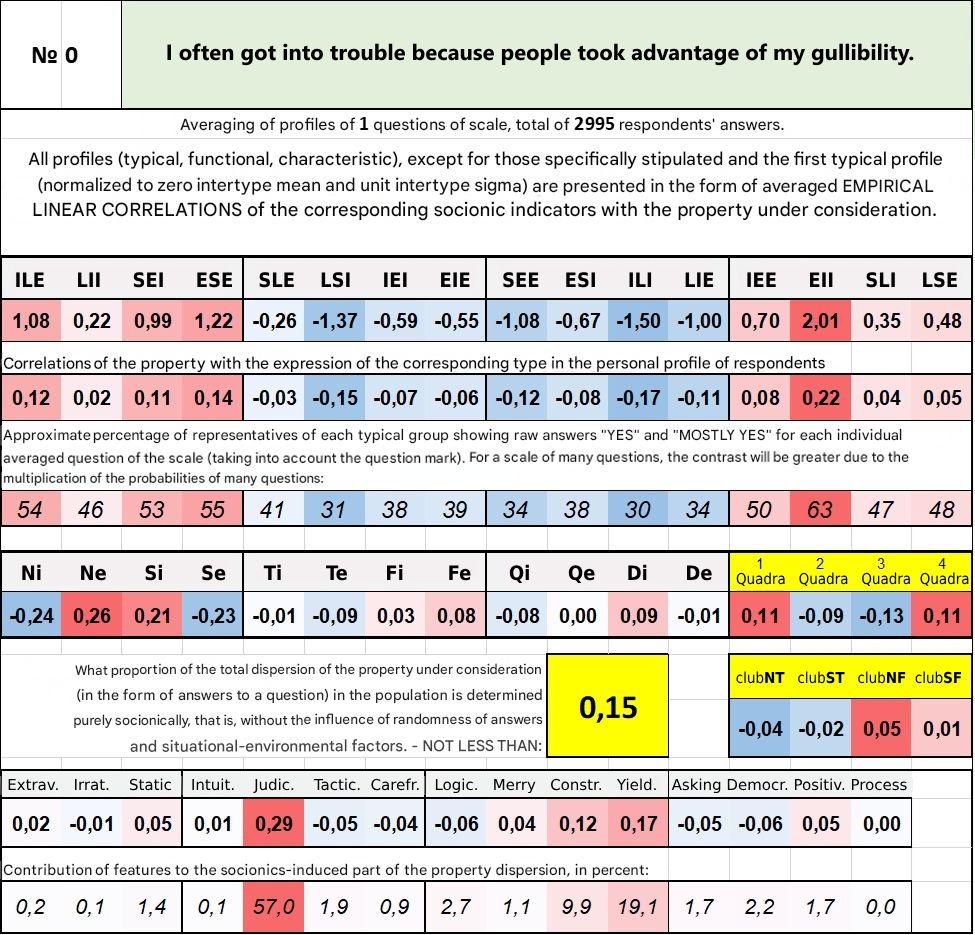 № 0
I often got into trouble because people took advantage of my gullibility.
Averaging of profiles of 1 questions of scale, total of 2995 respondents' answers.
All profiles (typical, functional, characteristic), except for those specifically stipulated and the first typical profile
(normalized to zero intertype mean and unit intertype sigma) are presented in the form of averaged EMPIRICAL
LINEAR CORRELATIONS of the corresponding socionic indicators with the property under consideration.
ILE LII SEI ESE SLE LSI IEI EIE SEE ESI ILI LIE IEE EII SLI LSE
1,08 0,22 0,99 1,22 -0,26 -1,37 -0,59 -0,55 -1,08 -0,67 -1,50 -1,00 0,70 2,01 0,35 0,48
Correlations of the property with the expression of the corresponding type in the personal profile of respondents
0,12 0,02 0,11 0,14 -0,03 -0,15 -0,07 -0,06 -0,12 -0,08 -0,17 -0,11 0,08 0,22 0,04 0,05
Approximate percentage of representatives of each typical group showing raw answers "YES" and "MOSTLY YES" for each individual
averaged question of the scale (taking into account the question mark). For a scale of many questions, the contrast will be greater due to the
multiplication of the probabilities of many questions:
54 46 53 55 41 31 38 39 34 38 30 34 50 63 47 48
Ni Ne Si Se Ti Te Fi Fe Qi Qe Di De 1 Quadra 2 Quadra 3 Quadra 4 Quadra
-0,24 0,26 0,21 -0,23 -0,01 -0,09 0,03 0,08 -0,08 0,00 0,09 -0,01 0,11 -0,09 -0,13 0,11
What proportion of the total dispersion of the property under consideration
(in the form of answers to a question) in the population is determined
purely socionically, that is, without the influence of randomness of answers
and situational-environmental factors. - NOT LESS THAN:
0,15
clubNT clubST clubNF clubSF
-0,04 -0,02 0,05 0,01
Extrav. Irrat. Static Intuit. Judic. Tactic. Carefr. Logic. Merry Constr. Yield. Asking Democr. Positiv. Process
0,02 -0,01 0,05 0,01 0,29 -0,05 -0,04 -0,06 0,04 0,12 0,17 -0,05 -0,06 0,05 0,00
Contribution of features to the socionics-induced part of the property dispersion, in percent:
0,2 0,1 1,4 0,1 57,0 1,9 0,9 2,7 1,1 9,9 19,1 1,7 2,2 1,7 0,0